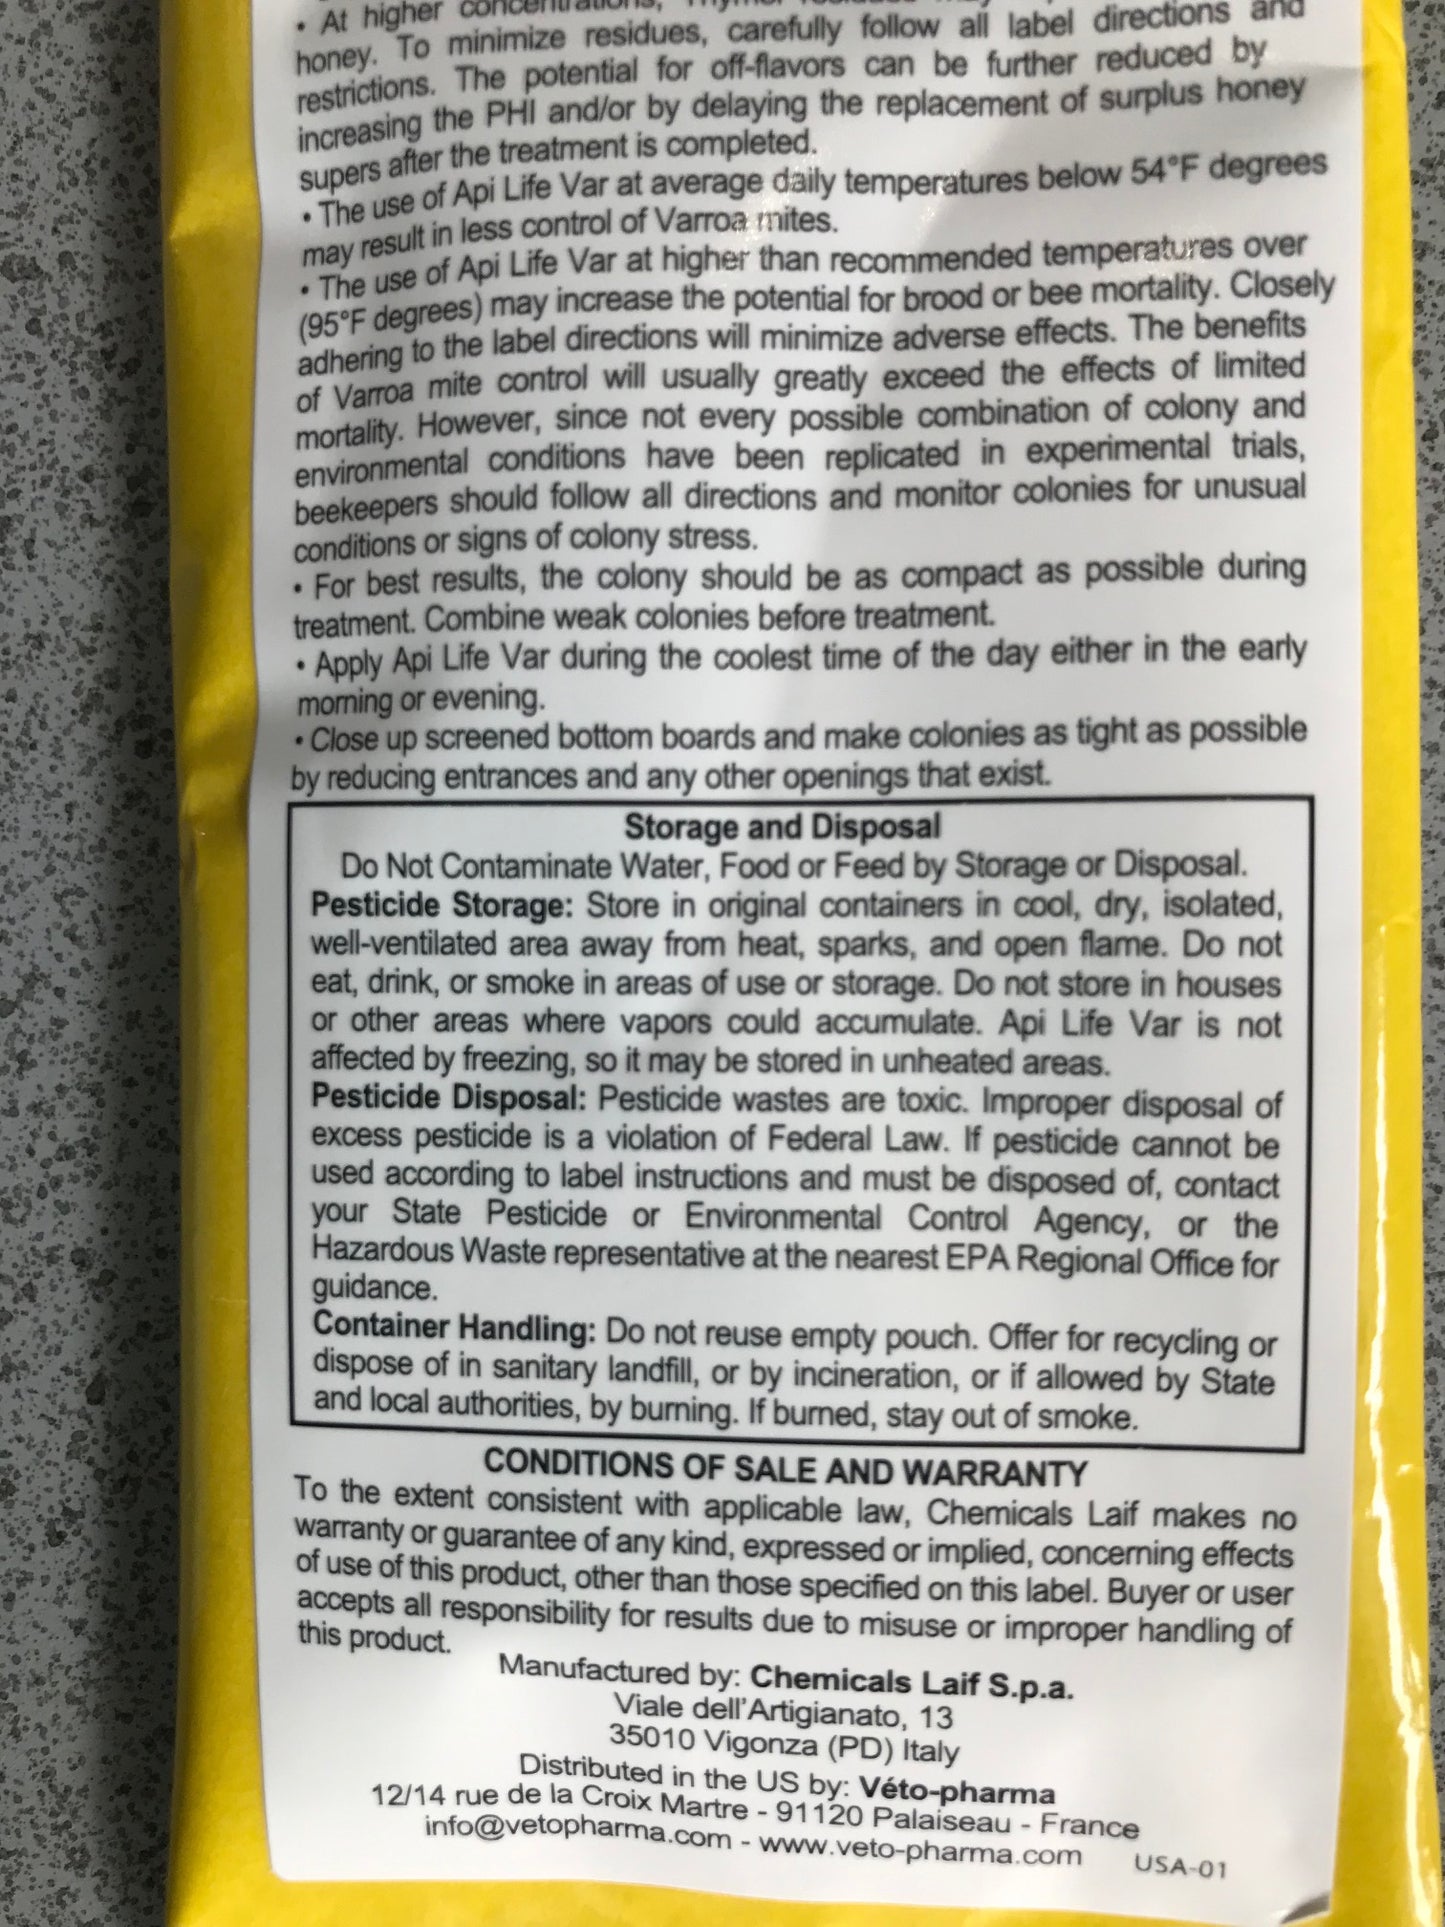 • At higher concentrations,
honey. To minimize residues, carefully follow all label directions and
restrictions. The potential for off-flavors can be further reduced by
increasing the PHI and/or by delaying the replacement of surplus honey
supers after the treatment is completed.
• The use of Api Life Var at average daily temperatures below 54°F degrees
may result in less control of Varroa mites.
• The use of Api Life Var at higher than recommended temperatures over
(95°F degrees) may increase the potential for brood or bee mortality. Closely
adhering to the label directions will minimize adverse effects. The benefits
of Varroa mite control will usually greatly exceed the effects of limited
mortality. However, since not every possible combination of colony and
environmental conditions have been replicated in experimental trials,
beekeepers should follow all directions and monitor colonies for unusual
conditions or signs of colony stress.
• For best results, the colony should be as compact as possible during
treatment. Combine weak colonies before treatment.
• Apply Api Life Var during the coolest time of the day either in the early
morning or evening.
• Close up screened bottom boards and make colonies as tight as possible
by reducing entrances and any other openings that exist.
Storage and Disposal
Do Not Contaminate Water, Food or Feed by Storage or Disposal.
Pesticide Storage: Store in original containers in cool, dry, isolated,
well-ventilated area away from heat, sparks, and open flame. Do not
eat, drink, or smoke in areas of use or storage. Do not store in houses
or other areas where vapors could accumulate. Api Life Var is not
affected by freezing, so it may be stored in unheated areas.
Pesticide Disposal: Pesticide wastes are toxic. Improper disposal of
excess pesticide is a violation of Federal Law. If pesticide cannot be
used according to label instructions and must be disposed of, contact
your State Pesticide or Environmental Control Agency, or the
Hazardous Waste representative at the nearest EPA Regional Office for
guidance.
Container Handling: Do not reuse empty pouch. Offer for recycling or
dispose of in sanitary landfill, or by incineration, or if allowed by State
and local authorities, by burning. If burned, stay out of smoke.
CONDITIONS OF SALE AND WARRANTY
To the extent consistent with applicable law, Chemicals Laif makes no
warranty or guarantee of any kind, expressed or implied, concerning effects
of use of this product, other than those specified on this label. Buyer or user
accepts all responsibility for results due to misuse or improper handling of
this product.
Manufactured by: Chemicals Laif S.p.a.
Viale dell'Artigianato, 13
35010 Vigonza (PD) Italy
Distributed in the US by: Véto-pharma
12/14 rue de la Croix Martre - 91120 Palaiseau - France
info@vetopharma.com - www.veto-pharma.com
USA-01